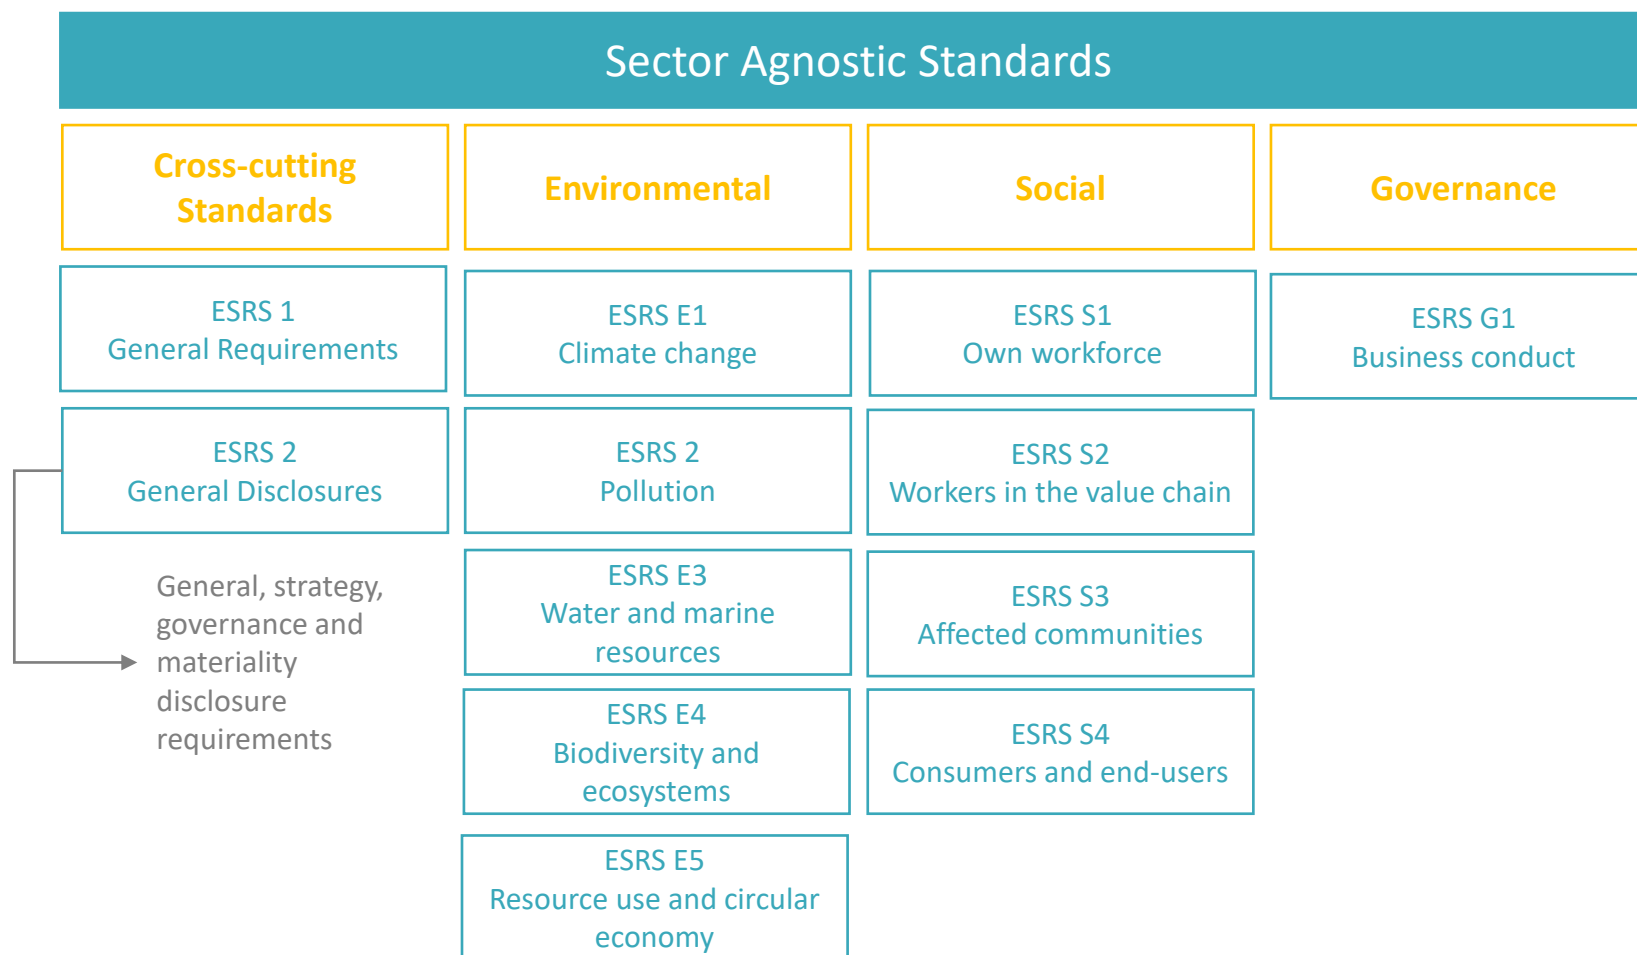 Sector Agnostic Standards
Cross-cutting
Standards
Environmental
Social
Governance
ESRS 1
General Requirements
ESRS E1
Climate change
ESRS S1
Own workforce
ESRS G1
Business conduct
ESRS 2
General Disclosures
ESRS 2
Pollution
ESRS S2
Workers in the value chain
General, strategy,
governance and
materiality
disclosure
requirements
ESRS E3
Water and marine
resources
ESRS S3
Affected communities
ESRS E4
Biodiversity and
ecosystems
ESRS S4
Consumers and end-users
ESRS E5
Resource use and circular
economy